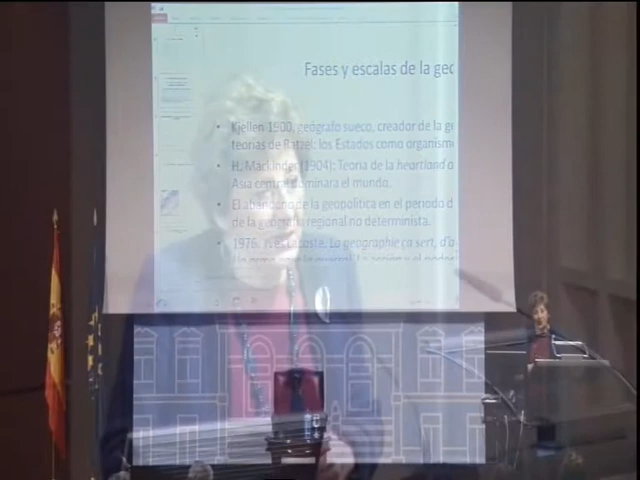 Fases y escalas de la geo
• Kjellen 1900, geógrafo sueco, creador de la g
teorías de Ratzel: los Estados como organism
• H. Mackinder (1904): Teoría de la heartland o
Asia central dominara el mundo.
• El abandono de la geopolítica en el periodo d
de la geografía regional no determinista.
• 1976. Yves Lacoste. La geographie ça sert, d'a